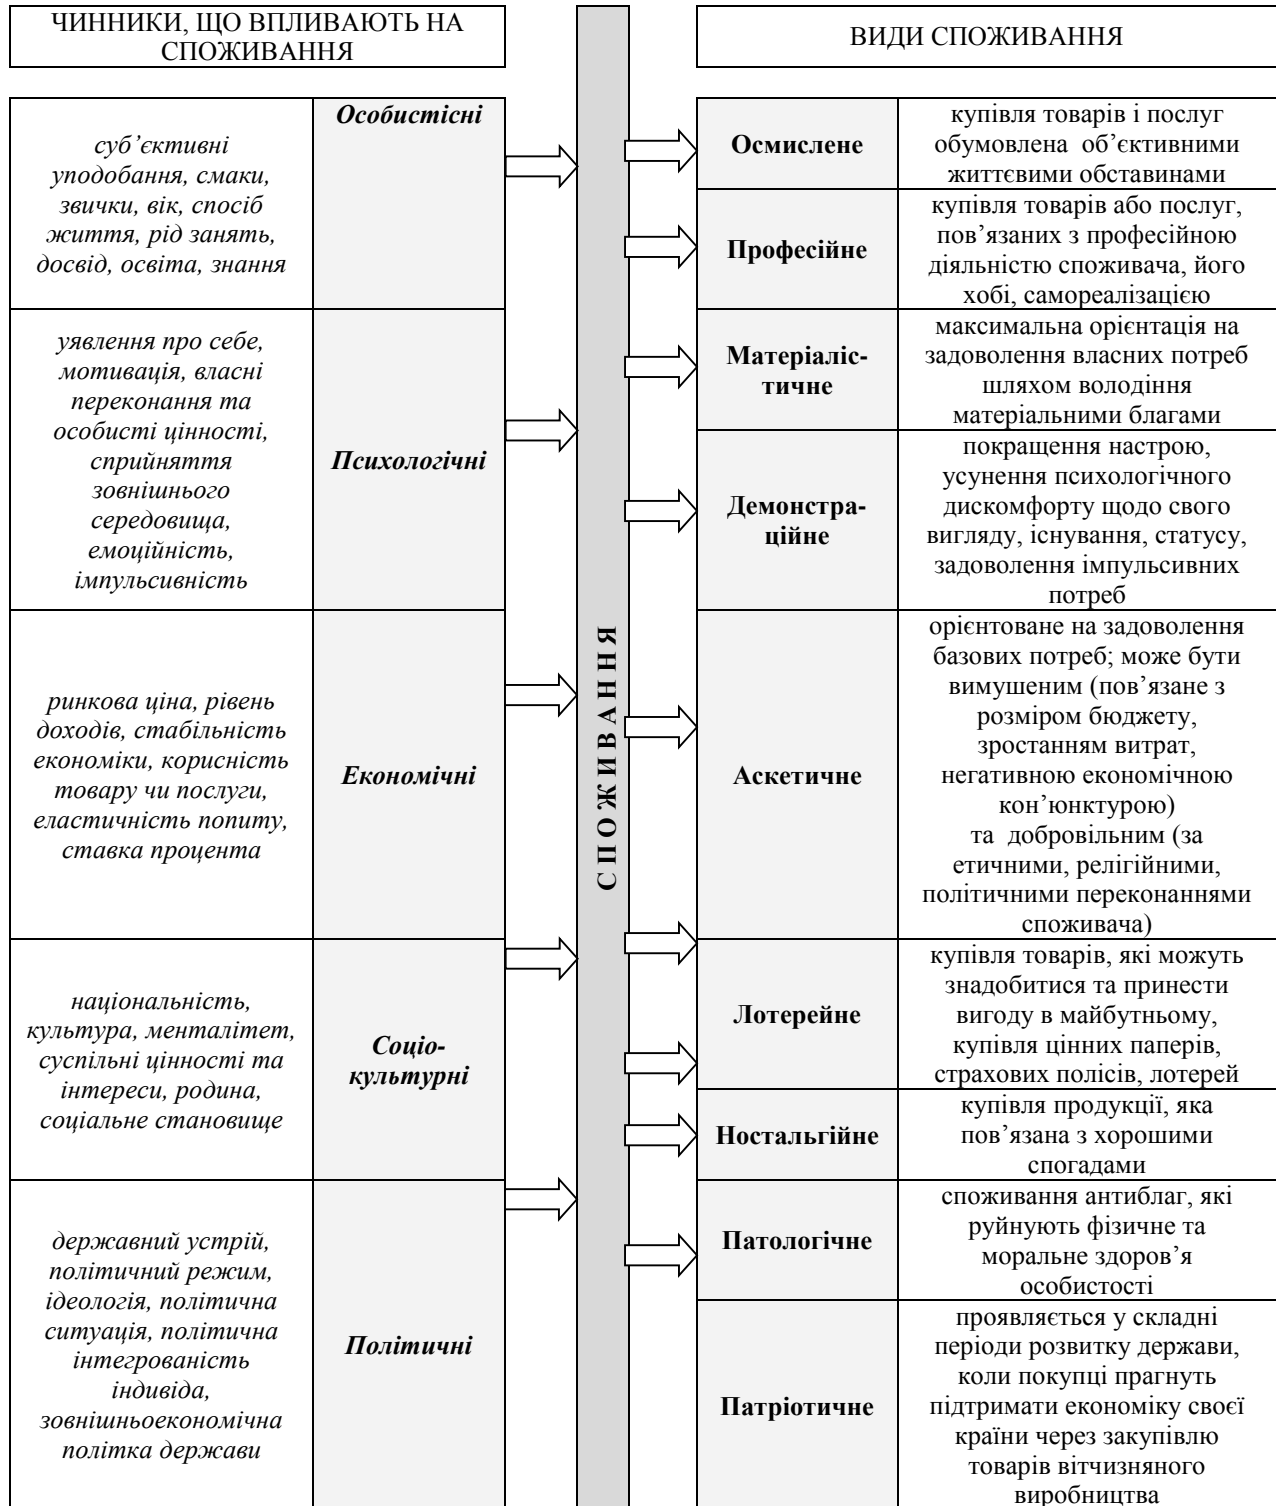 ЧИННИКИ, ЩО ВПЛИВАЮТЬ НА
СПОЖИВАННЯ
суб’єктивні
уподобання, смаки,
звички, вік, спосіб
життя, рід занять,
досвід, освіта, знання
Особистісні
уявлення про себе,
мотивація, власні
переконання та
особисті цінності,
сприйняття
зовнішнього
середовища,
емоційність,
імпульсивність
Психологічні
ринкова ціна, рівень
доходів, стабільність
економіки, корисність
товару чи послуги,
еластичність попиту,
ставка процента
Економічні
національність,
культура, менталітет,
суспільні цінності та
інтереси, родина,
соціальне становище
Соціо-
культурні
державний устрій,
політичний режим,
ідеологія, політична
ситуація, політична
інтегрованість
індивіда,
зовнішньоекономічна
політка держави
Політичні
С П О Ж И В А Н Н Я
ВИДИ СПОЖИВАННЯ
Осмислене
купівля товарів і послуг
обумовлена об’єктивними
життєвими обставинами
Професійне
купівля товарів або послуг,
пов’язаних з професійною
діяльністю споживача, його
хобі, самореалізацією
Матеріаліс-
тичне
максимальна орієнтація на
задоволення власних потреб
шляхом володіння
матеріальними благами
Демонстра-
ційне
покращення настрою,
усунення психологічного
дискомфорту щодо свого
вигляду, існування, статусу,
задоволення імпульсивних
потреб
Аскетичне
орієнтоване на задоволення
базових потреб; може бути
вимушеним (пов’язане з
розміром бюджету,
зростанням витрат,
негативною економічною
кон’юнктурою)
та добровільним (за
етичними, релігійними,
політичними переконаннями
споживача)
Лотерейне
купівля товарів, які можуть
знадобитися та принести
вигоду в майбутньому,
купівля цінних паперів,
страхових полісів, лотерей
Ностальгійне
купівля продукції, яка
пов’язана з хорошими
спогадами
Патологічне
споживання антиблаг, які
руйнують фізичне та
моральне здоров’я
особистості
Патріотичне
проявляється у складні
періоди розвитку держави,
коли покупці прагнуть
підтримати економіку своєї
країни через закупівлю
товарів вітчизняного
виробництва